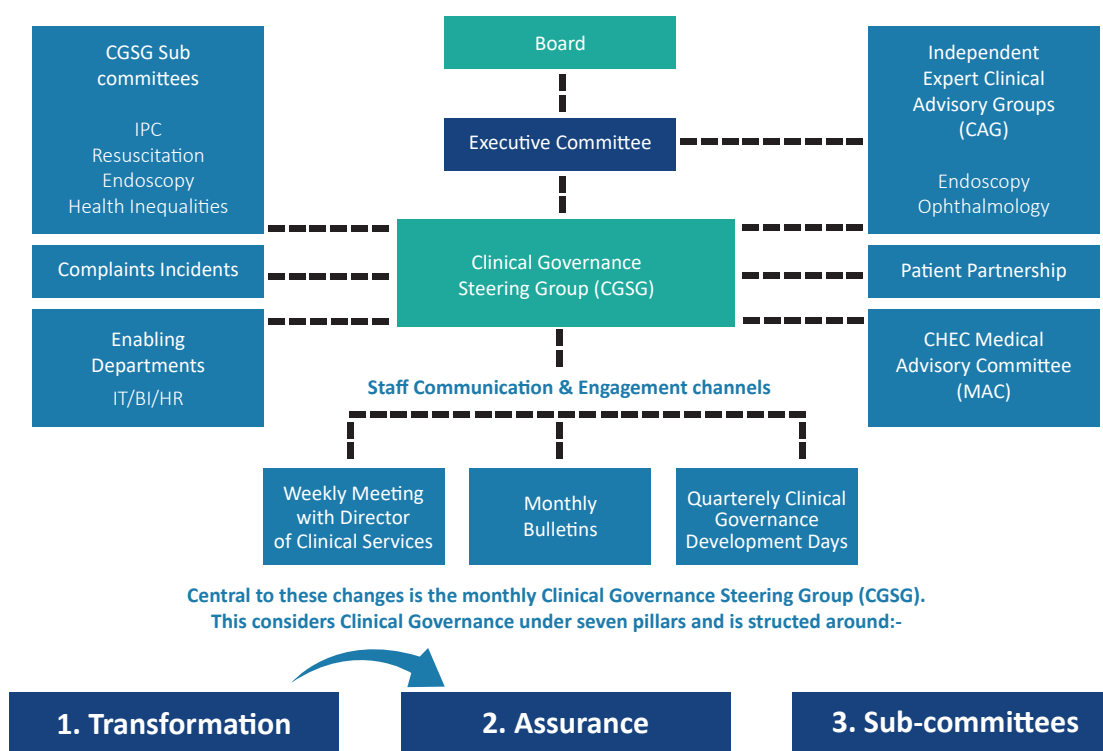 CGSG Sub
committees
IPC
Resuscitation
Endoscopy
Health Inequalities
Board
Executive Committee
Independent
Expert Clinical
Advisory Groups
(CAG)
Endoscopy
Ophthalmology
Clinical Governance
Steering Group (CGSG)
Complaints Incidents
Patient Partnership
Enabling
Departments
IT/BI/HR
CHEC Medical
Advisory Committee
(MAC)
Staff Communication & Engagement channels
Weekly Meeting
with Director
of Clinical Services
Monthly
Bulletins
Quarterely Clinical
Governance
Development Days
Central to these changes is the monthly Clinical Governance Steering Group (CGSG).
This considers Clinical Governance under seven pillars and is structed around:-
1. Transformation
2. Assurance
3. Sub-committees